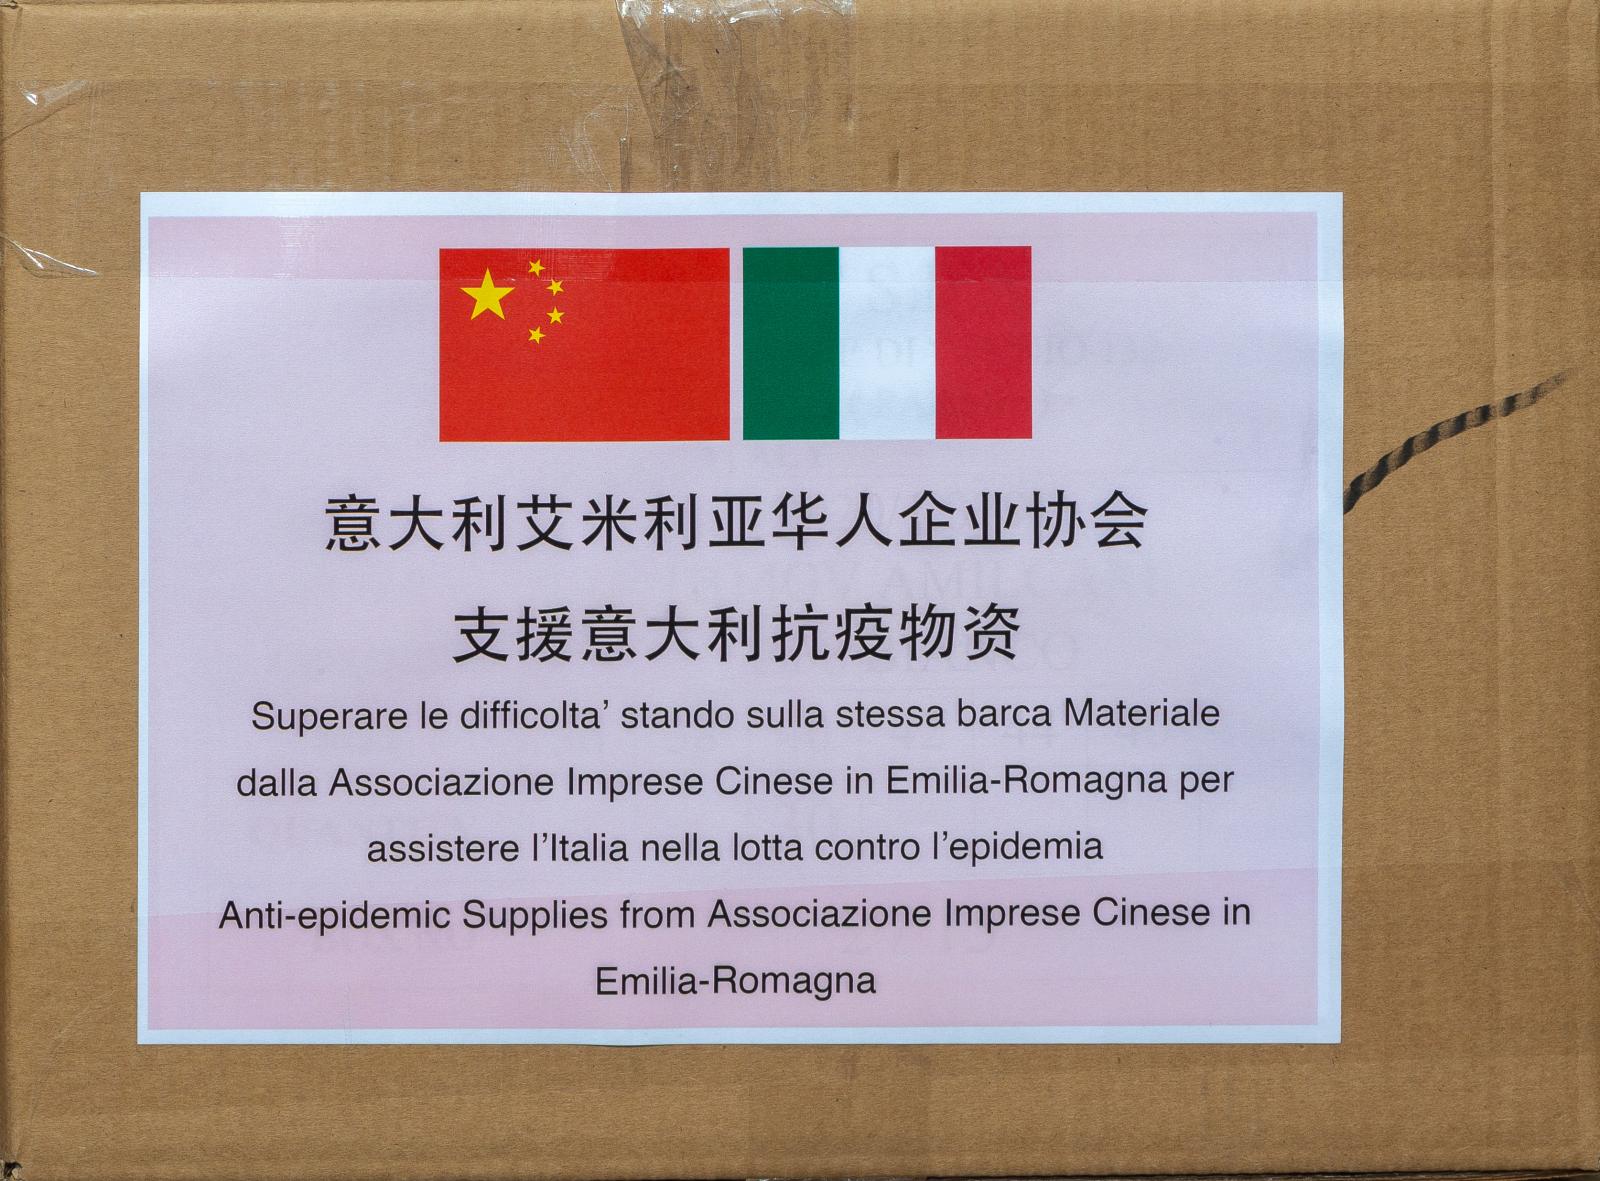 意大利艾米利亚华人企业协会
支援意大利抗疫物资
Superare le difficolta’ stando sulla stessa barca Materiale
dalla Associazione Imprese Cinese in Emilia-Romagna per
assistere l’Italia nella lotta contro l’epidemia
Anti-epidemic Supplies from Associazione Imprese Cinese in
Emilia-Romagna